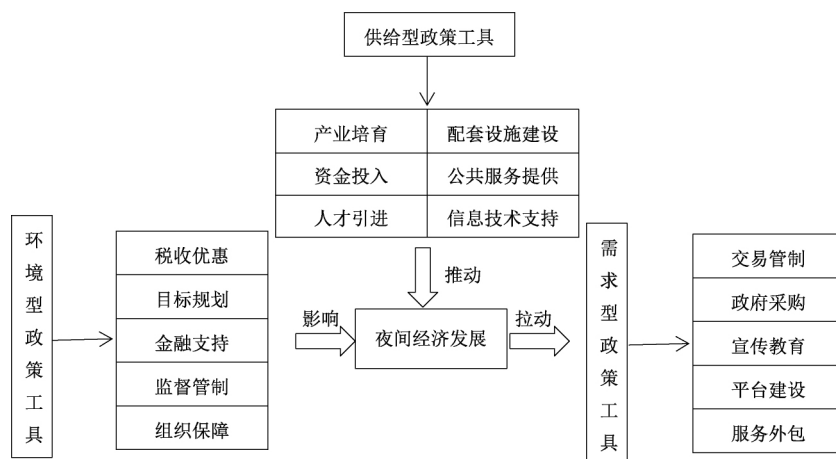 供给型政策工具
产业培育
配套设施建设
资金投入
公共服务提供
人才引进
信息技术支持
推动
环境型政策工具
税收优惠
目标规划
金融支持
监督管制
组织保障
影响
夜间经济发展
拉动
需求型政策工具
交易管制
政府采购
宣传教育
平台建设
服务外包